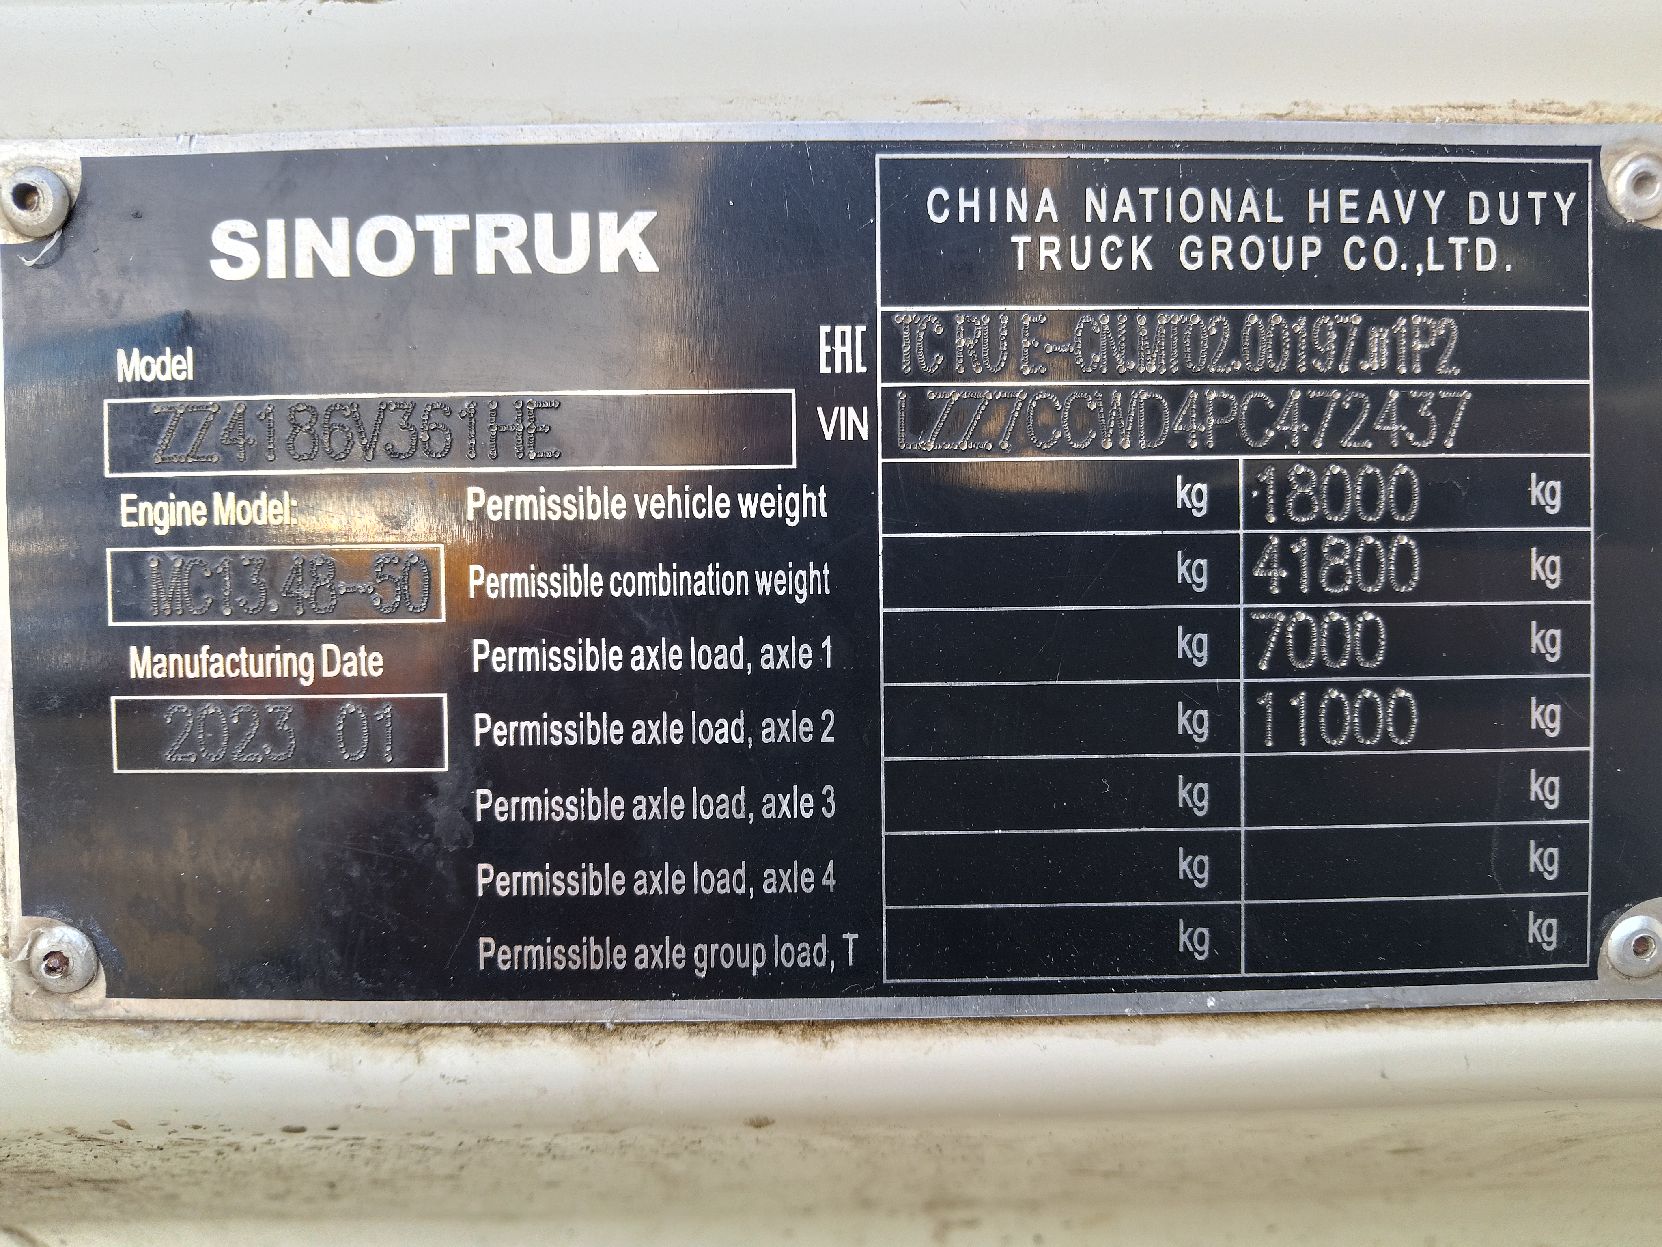 SINOTRUK
CHINA NATIONAL HEAVY DUTY
TRUCK GROUP CO.,LTD.
EAC TC RU E-CN.MT02.00197.п1P2
Model
VIN LZZ7CCWD4PC472437
ZZ4186V361HE
Engine Model:
MC13.48-50
Manufacturing Date
2023 01
Permissible vehicle weight kg 18000 kg
Permissible combination weight kg 41800 kg
Permissible axle load, axle 1 kg 7000 kg
Permissible axle load, axle 2 kg 11000 kg
Permissible axle load, axle 3 kg kg
Permissible axle load, axle 4 kg kg
Permissible axle group load, T kg kg